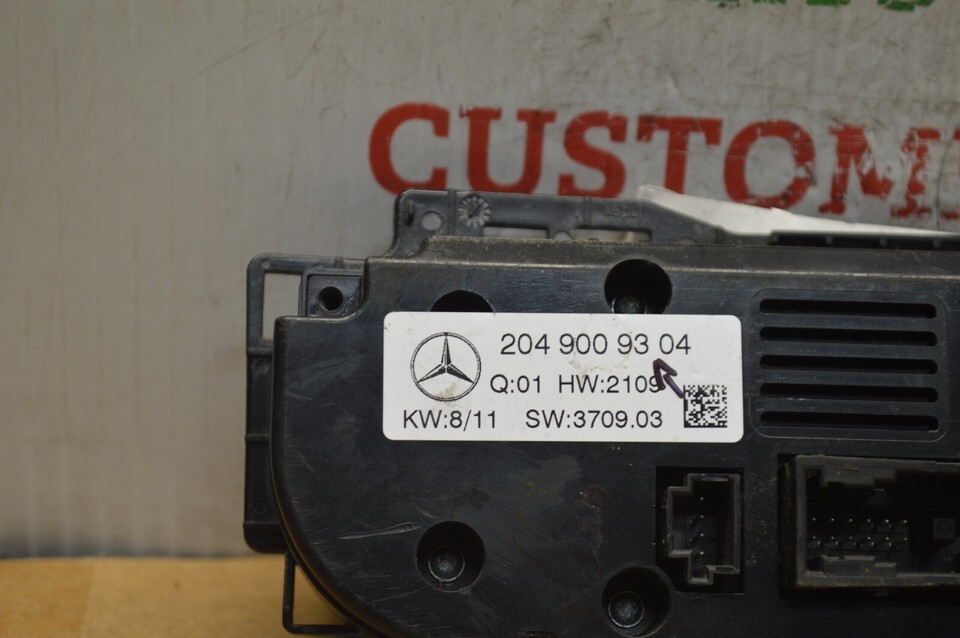 CUSTOM
204 900 93 04
Q:01 HW:2109
KW:8/11 SW:3709.03